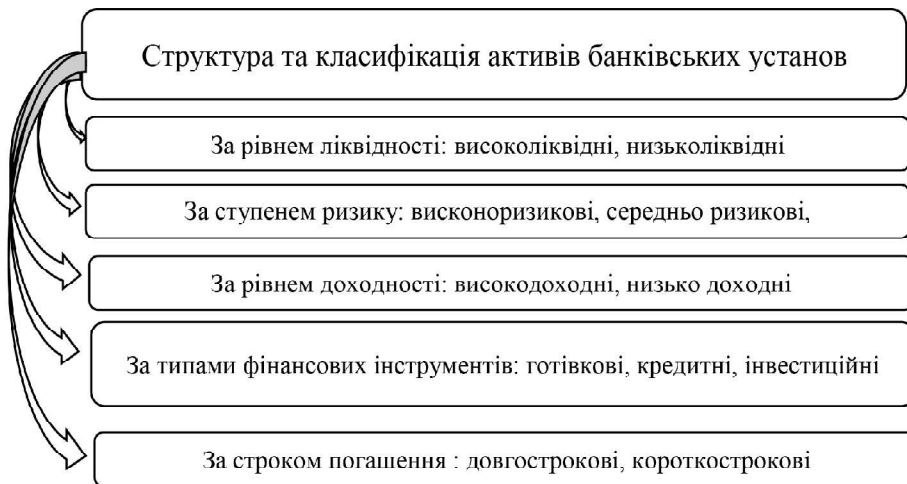 Структура та класифікація активів банківських установ
За рівнем ліквідності: високоліквідні, низьколіквідні
За ступенем ризику: висконоризикові, середньо ризикові,
За рівнем доходності: високодоходні, низько доходні
За типами фінансових інструментів: готівкові, кредитні, інвестиційні
За строком погашення : довгострокові, короткострокові